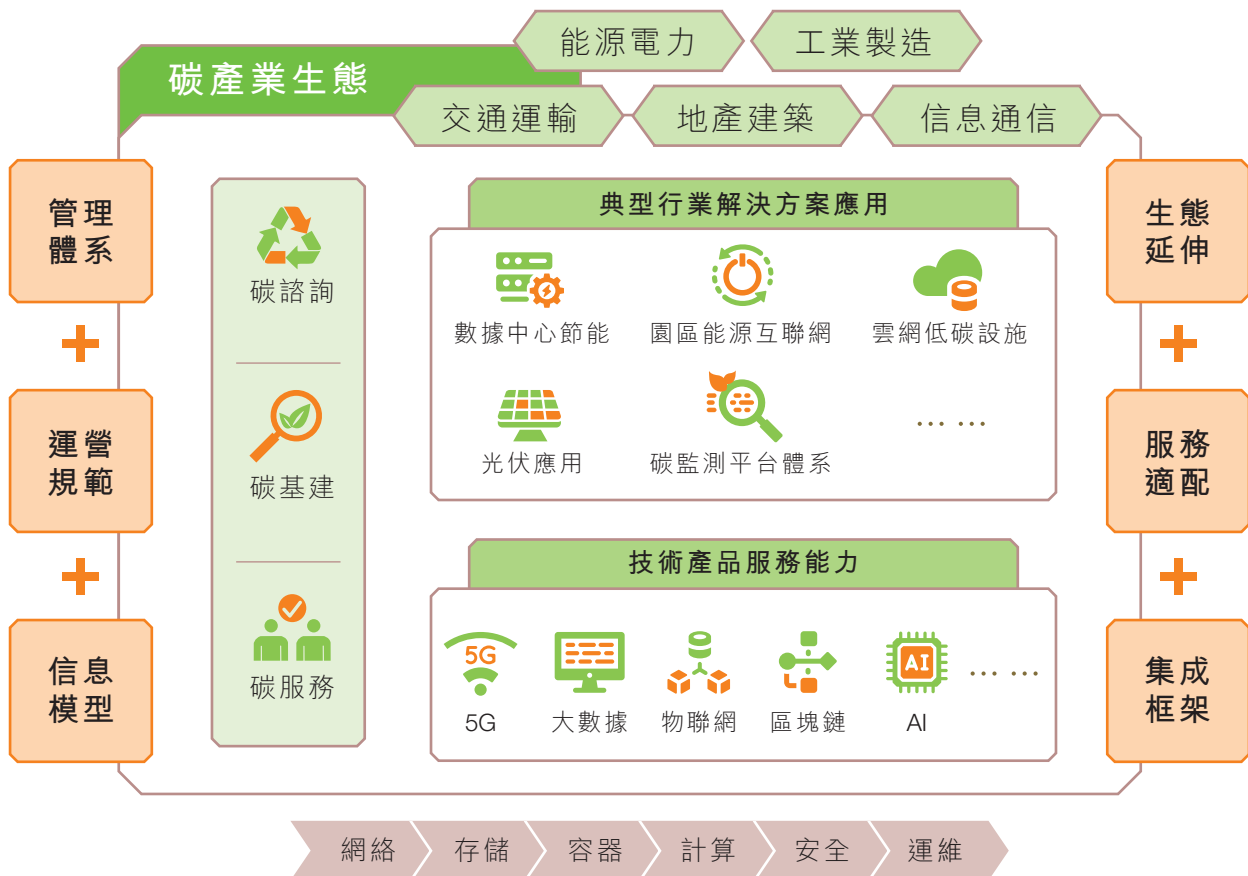 能源電力
工業製造
碳產業生態
交通運輸
地產建築
信息通信
管理
體系
運營
規範
信息
模型
碳諮詢
碳基建
碳服務
典型行業解決方案應用
數據中心節能
園區能源互聯網
雲網低碳設施
光伏應用
碳監測平台體系
... ...
技術產品服務能力
5G
AI
5G
大數據
物聯網
區塊鏈
AI
... ...
生態
延伸
服務
適配
集成
框架
網絡
存儲
容器
計算
安全
運維